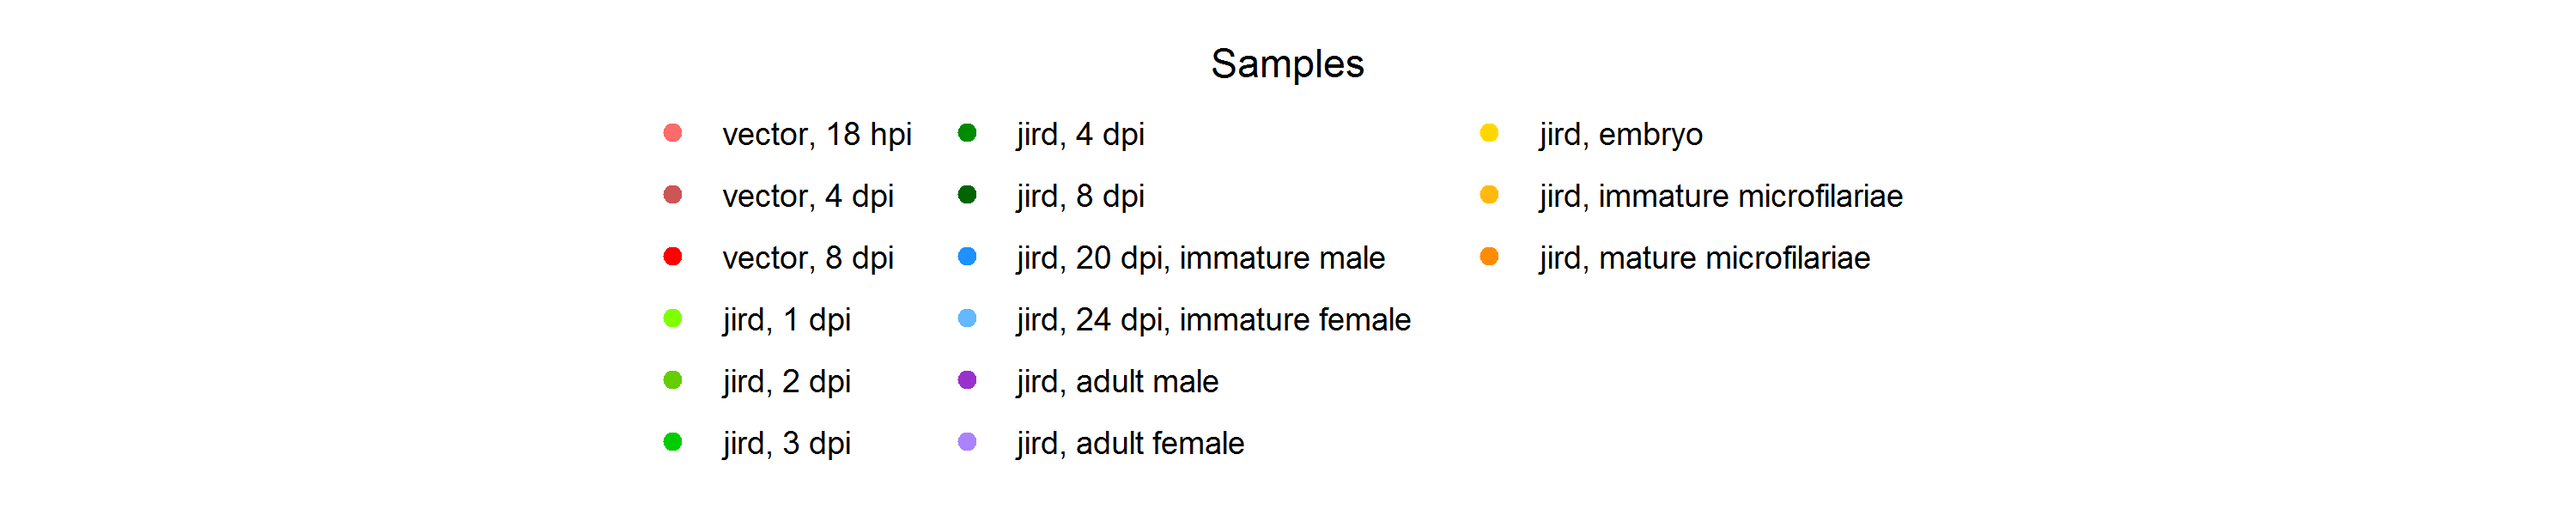 Samples
vector, 18 hpi
vector, 4 dpi
vector, 8 dpi
jird, 1 dpi
jird, 2 dpi
jird, 3 dpi
jird, 4 dpi
jird, 8 dpi
jird, 20 dpi, immature male
jird, 24 dpi, immature female
jird, adult male
jird, adult female
jird, embryo
jird, immature microfilariae
jird, mature microfilariae